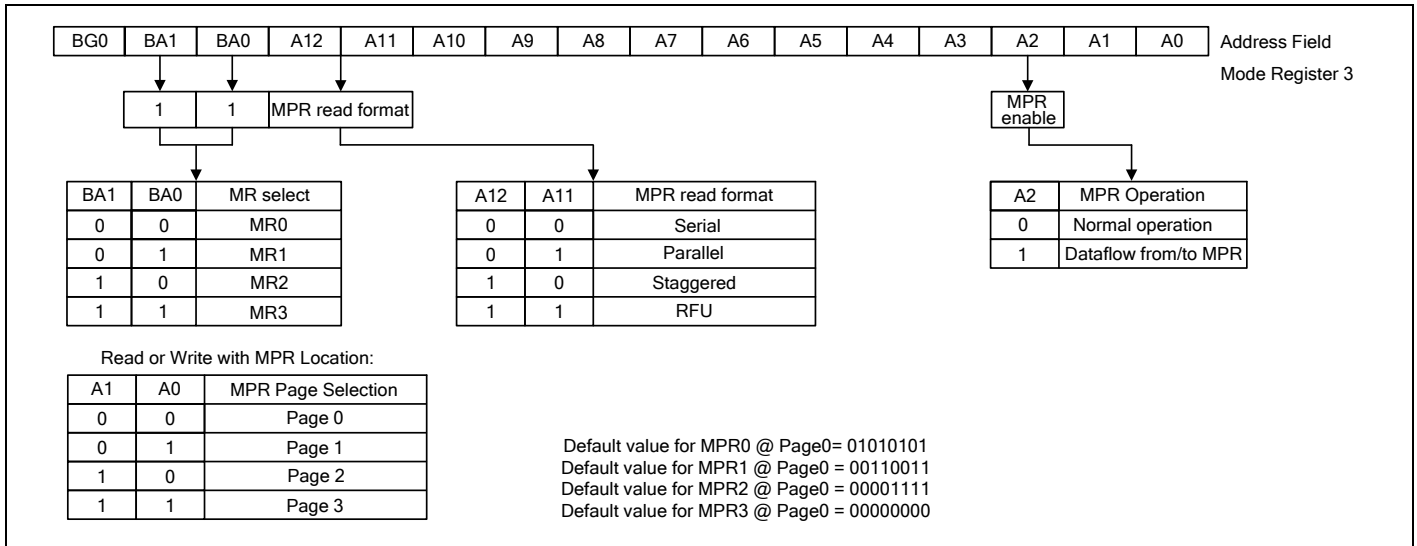 BG0 BA1 BA0 A12 A11 A10 A9 A8 A7 A6 A5 A4 A3 A2 A1 A0 Address Field
Mode Register 3
1 1 MPR read format
MPR
enable
BA1 BA0 MR select
0 0 MR0
0 1 MR1
1 0 MR2
1 1 MR3
A12 A11 MPR read format
0 0 Serial
0 1 Parallel
1 0 Staggered
1 1 RFU
A2 MPR Operation
0 Normal operation
1 Dataflow from/to MPR
Read or Write with MPR Location:
A1 A0 MPR Page Selection
0 0 Page 0
0 1 Page 1
1 0 Page 2
1 1 Page 3
Default value for MPR0 @ Page0= 01010101
Default value for MPR1 @ Page0 = 00110011
Default value for MPR2 @ Page0 = 00001111
Default value for MPR3 @ Page0 = 00000000